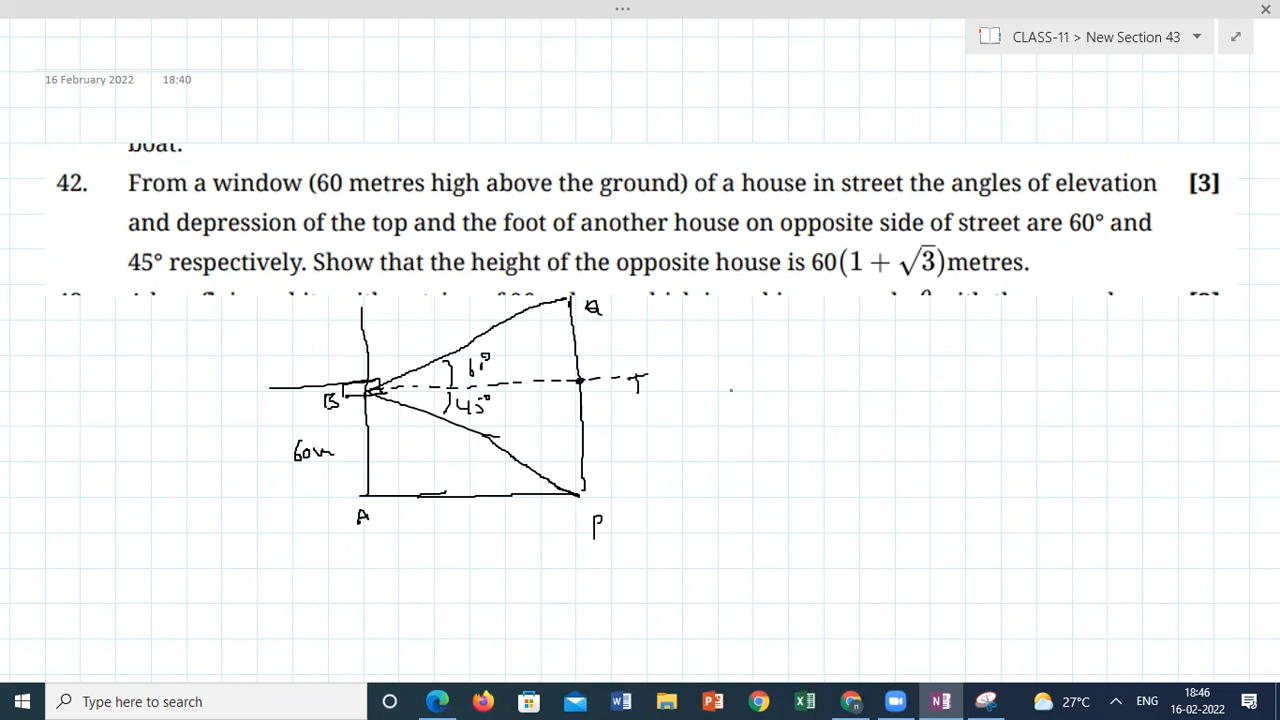 CLASS-11 > New Section 43
16 February 2022 18:40
boat.
42. From a window (60 metres high above the ground) of a house in street the angles of elevation [3]
and depression of the top and the foot of another house on opposite side of street are 60° and
45° respectively. Show that the height of the opposite house is 60(1 + √3)metres.
Q
60°
T
B
45°
60m
A
P
Type here to search
27°C
ENG
18:46
16-02-2022